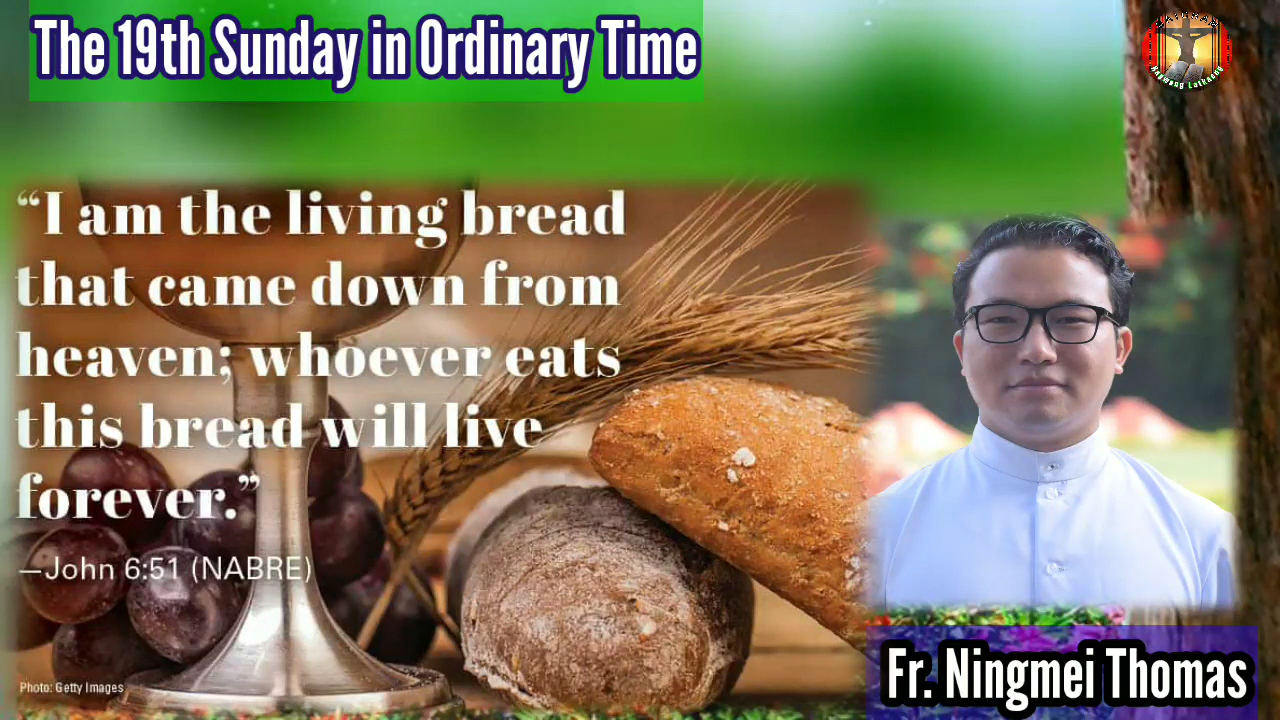 The 19th Sunday in Ordinary Time
“I am the living bread
that came down from
heaven; whoever eats
this bread will live
forever.”
—John 6:51 (NABRE)
Photo: Getty Images
Fr. Ningmei Thomas